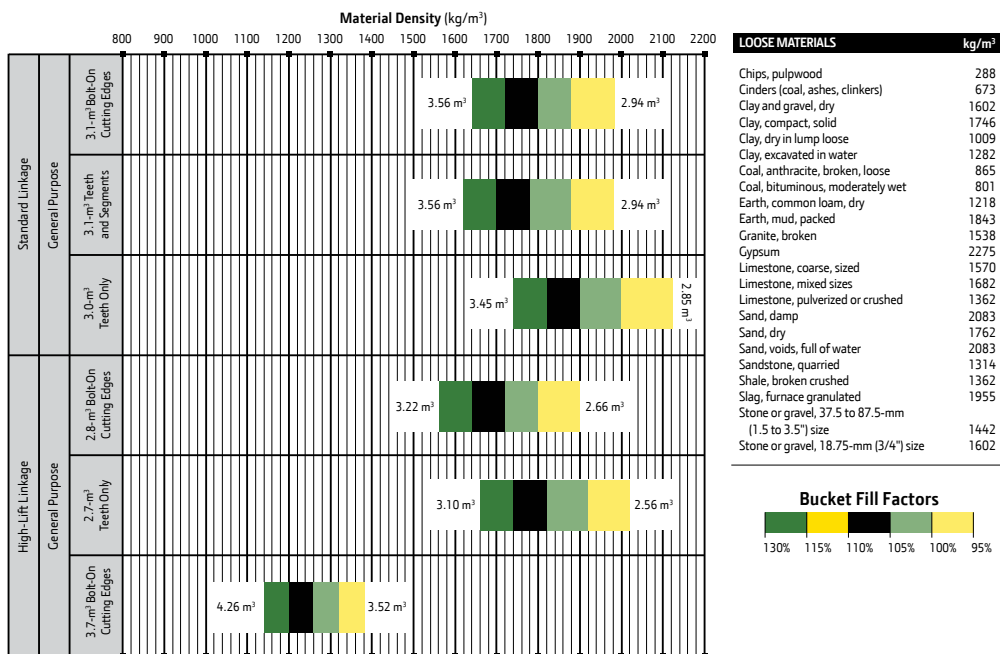 Material Density (kg/m³)
800 900 1000 1100 1200 1300 1400 1500 1600 1700 1800 1900 2000 2100 2200
Standard Linkage
General Purpose
3.1-m³ Bolt-On
Cutting Edges
3.56 m³ 2.94 m³
3.1-m³ Teeth
and Segments
3.56 m³ 2.94 m³
3.0-m³
Teeth Only
3.45 m³ 2.85 m³
High-Lift Linkage
General Purpose
2.8-m³ Bolt-On
Cutting Edges
3.22 m³ 2.66 m³
2.7-m³
Teeth Only
3.10 m³ 2.56 m³
3.7-m³ Bolt-On
Cutting Edges
4.26 m³ 3.52 m³
LOOSE MATERIALS kg/m³
Chips, pulpwood 288
Cinders (coal, ashes, clinkers) 673
Clay and gravel, dry 1602
Clay, compact, solid 1746
Clay, dry in lump loose 1009
Clay, excavated in water 1282
Coal, anthracite, broken, loose 865
Coal, bituminous, moderately wet 801
Earth, common loam, dry 1218
Earth, mud, packed 1843
Granite, broken 1538
Gypsum 2275
Limestone, coarse, sized 1570
Limestone, mixed sizes 1682
Limestone, pulverized or crushed 1362
Sand, damp 2083
Sand, dry 1762
Sand, voids, full of water 2083
Sandstone, quarried 1314
Shale, broken crushed 1362
Slag, furnace granulated 1955
Stone or gravel, 37.5 to 87.5-mm
(1.5 to 3.5") size 1442
Stone or gravel, 18.75-mm (3/4") size 1602
Bucket Fill Factors
130% 115% 110% 105% 100% 95%